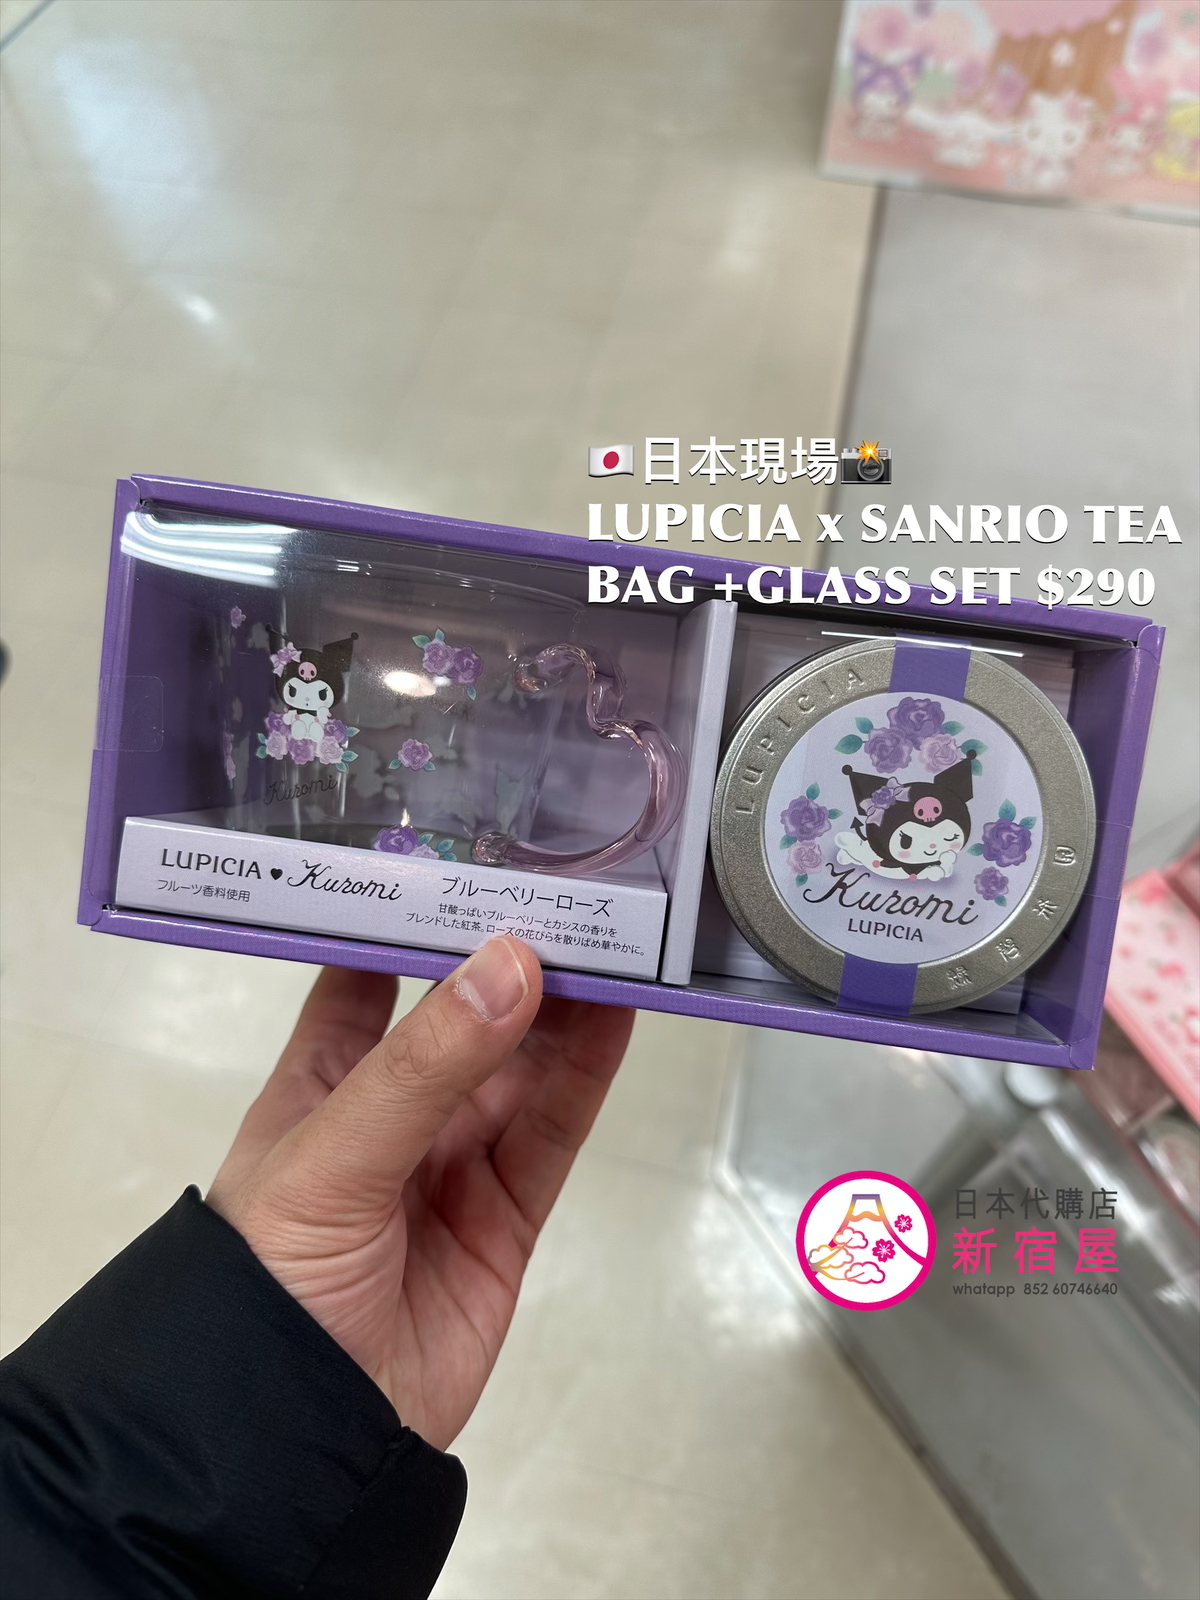 🇯🇵日本現場📸
LUPICIA x SANRIO TEA
BAG +GLASS SET $290
Kuromi
LUPICIA♥Kuromi
フルーツ香料使用
ブルーベリーローズ
甘酸っぱいブルーベリーとカシスの香りを
ブレンドした紅茶。ローズの花びらを散りばめ華やかに。
LUPICIA
Kuromi
LUPICIA
日本代購店
新宿屋
whatapp 852 60746640